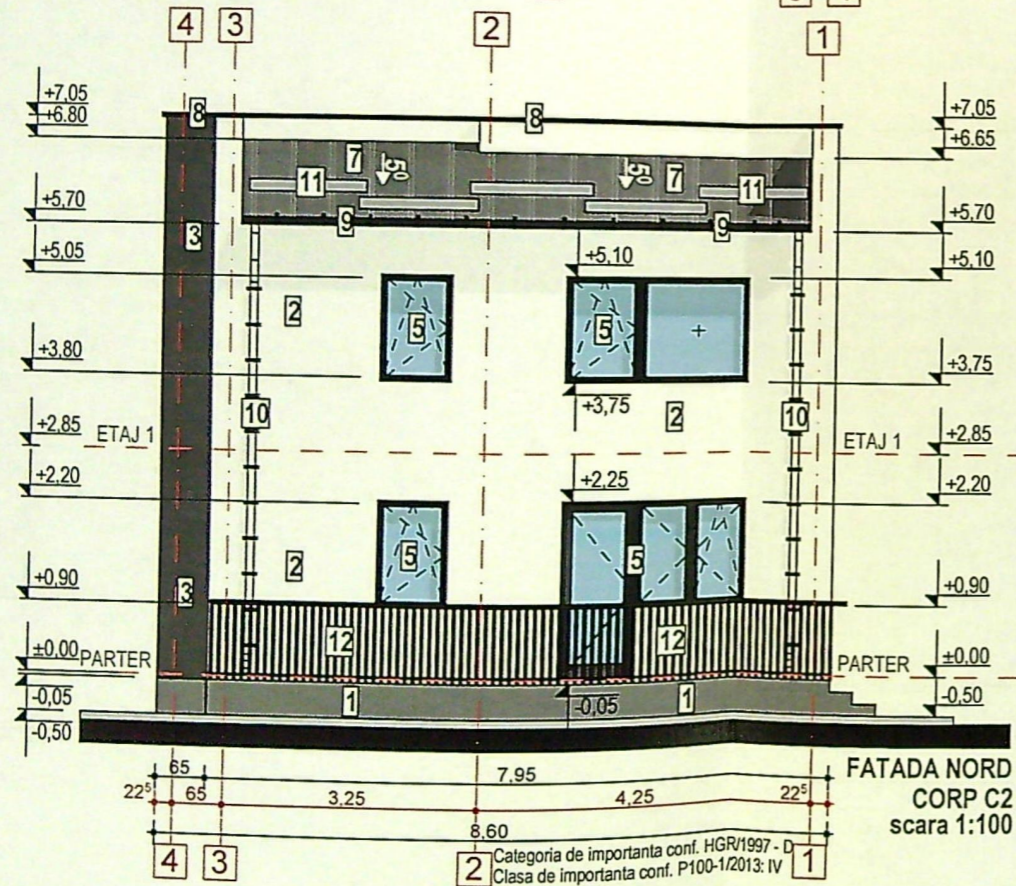 4 3 2 1
+7,05
+6.80
+5,70
+5,05
+3.80
+2,85
ETAJ 1
+2,20
+0,90
±0.00
PARTER
-0,05
-0,50
8 8
7 5⁰ 5⁰ 7
11 11
9 9
3
+5,10
2 5 5
+3,75
10 2 10
+2,25
5 5
2
3
12 12
1 -0,05 1
+7,05
+6.65
+5,70
+5,10
+3,75
ETAJ 1
+2,85
+2,20
+0,90
±0.00
PARTER
-0,50
65 7.95
22⁵ 65 3,25 4,25 22⁵
8.60
4 3 2 1
FATADA NORD
CORP C2
scara 1:100
Categoria de importanta conf. HGR/1997 - D
Clasa de importanta conf. P100-1/2013: IV